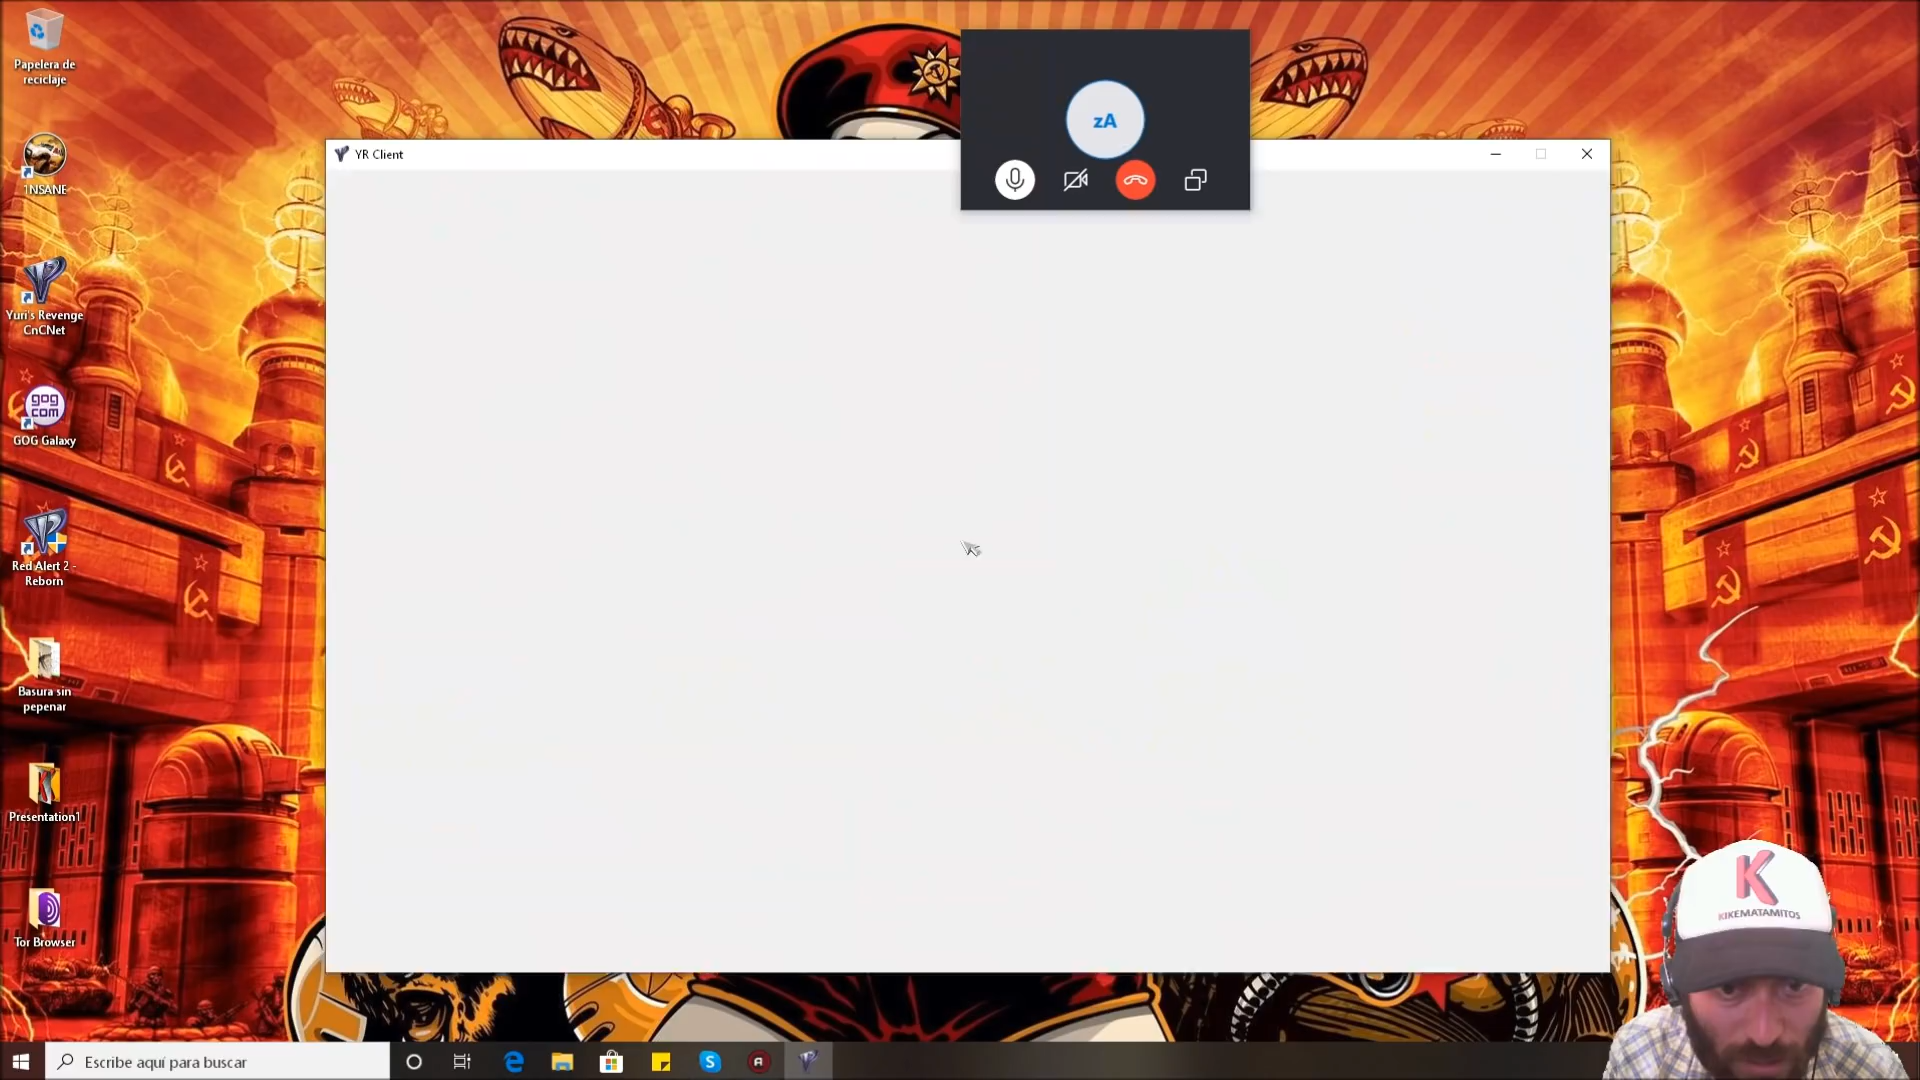 Papelera de
reciclaje
1NSANE
Yuri's Revenge
CnCNet
gog
com
GOG Galaxy
Red Alert 2 -
Reborn
Basura sin
pepenar
Presentation1
Tor Browser
YR Client
zA
K
KIKEMATAMITOS
Escribe aquí para buscar